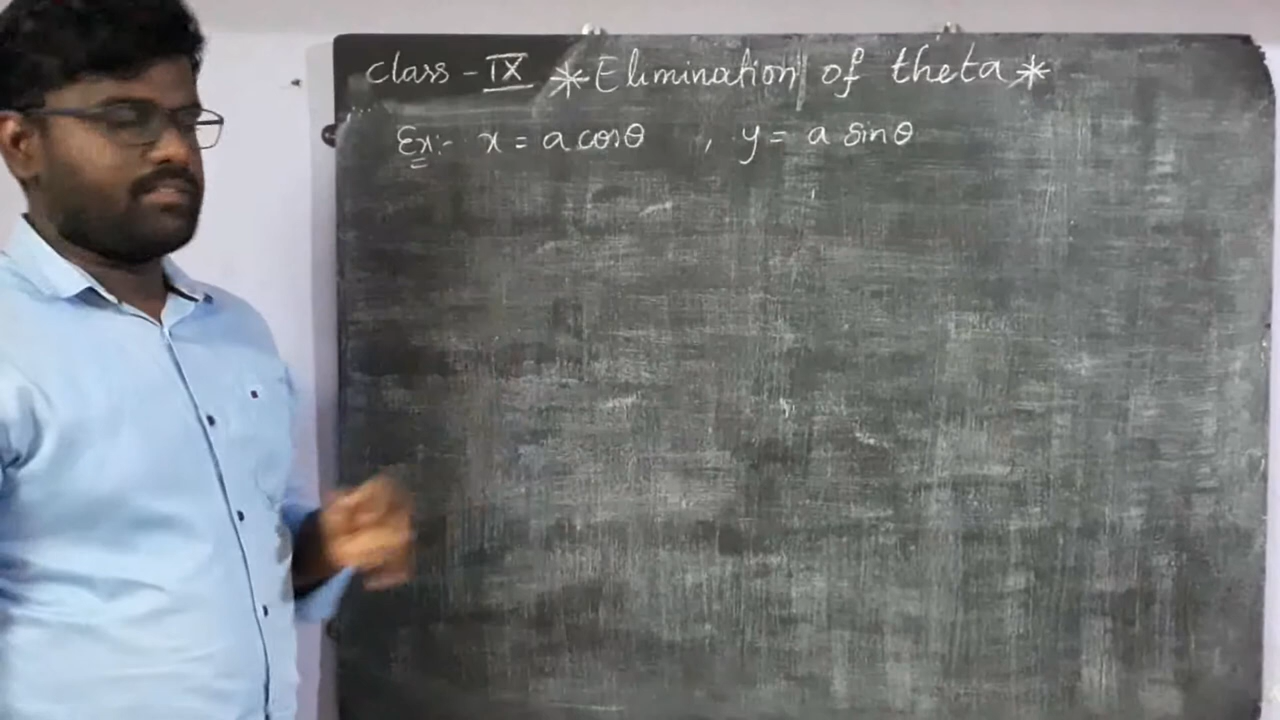 Class - IX * Elimination of theta *
Ex:- x = a cosθ , y = a sinθ